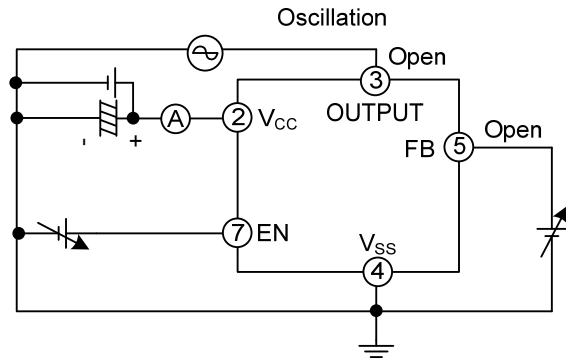 Oscillation
Open
3
OUTPUT
A
2 VCC
- +
FB 5 Open
7 EN
VSS
4